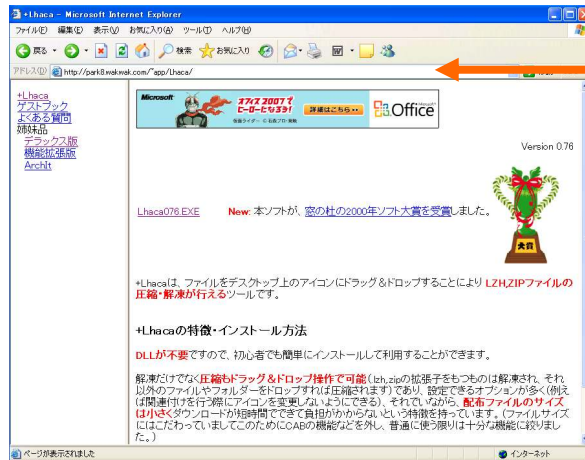 +Lhaca - Microsoft Internet Explorer
ファイル(F) 編集(E) 表示(V) お気に入り(A) ツール(T) ヘルプ(H)
戻る 検索 お気に入り
アドレス(D) http://park8.wakwak.com/~app/Lhaca/
+Lhaca
ゲストブック
よくある質問
姉妹品
デラックス版
機能拡張版
ArchIt
Microsoft
オフィス 2007で
ヒーローになろう!
詳細はこちら
Office
Version 0.76
Lhaca076.EXE New: 本ソフトが、窓の杜の2000年ソフト大賞を受賞しました。
大賞
+Lhacaは、ファイルをデスクトップ上のアイコンにドラッグ&ドロップすることにより LZH,ZIPファイルの
圧縮・解凍が行えるツールです。
+Lhacaの特徴・インストール方法
DLLが不要ですので、初心者でも簡単にインストールして利用することができます。
解凍だけでなく圧縮もドラッグ&ドロップ操作で可能(lzh,zipの拡張子をもつものは解凍され、それ
以外のファイルやフォルダーをドロップすれば圧縮されます)であり、設定できるオプションが多く(例え
ば関連付けを行う際にアイコンを変更しないようにできる)、それでいながら、配布ファイルのサイズ
は小さくダウンロードが短時間でできて負担がかからないという特徴を持っています。(ファイルサイズ
にはこだわっていましてこのためにCABの機能などを外し、普通に使う限りは十分な機能に絞りまし
た。)
ページが表示されました インターネット